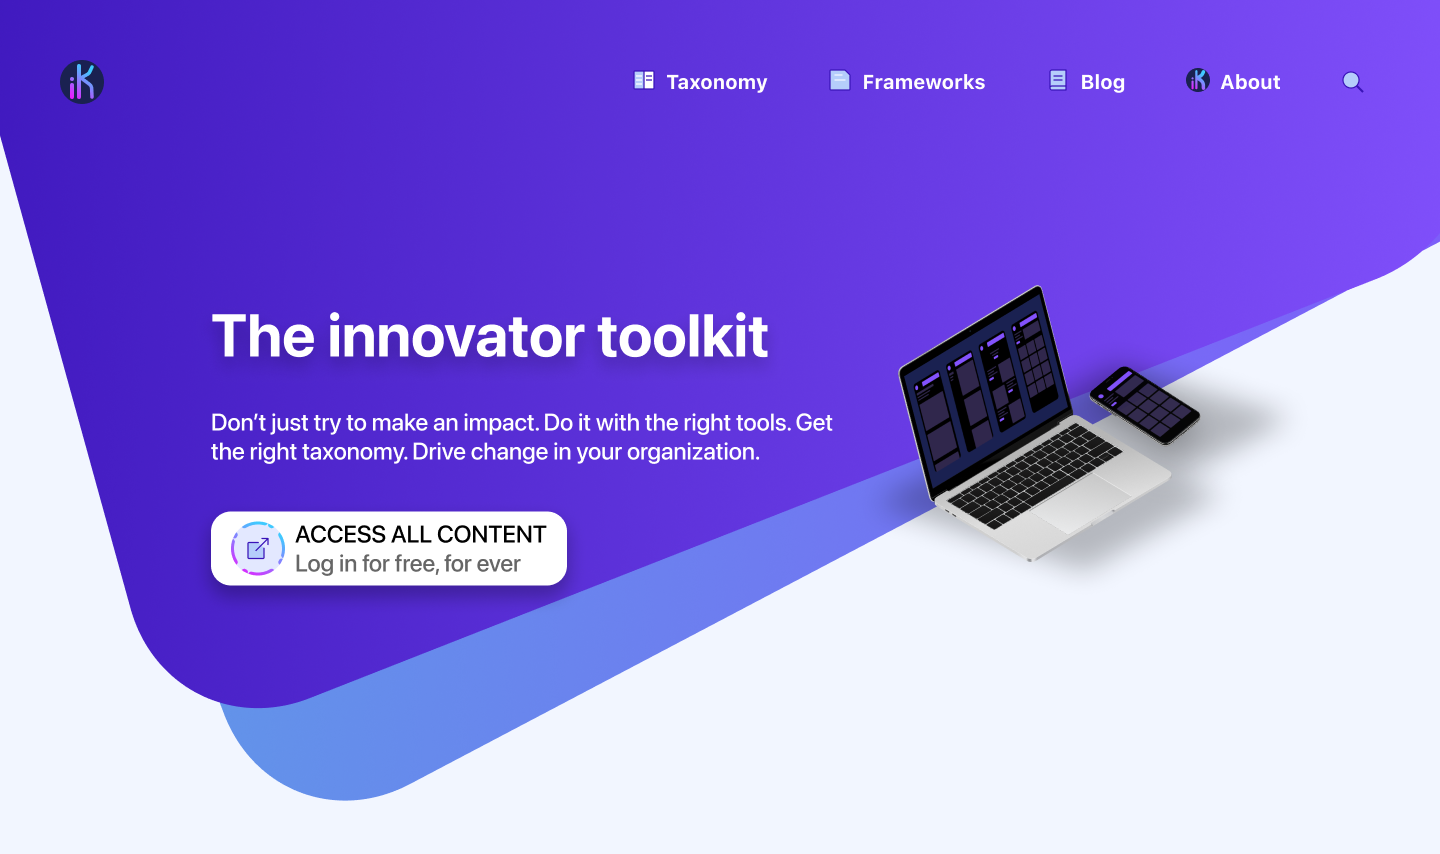 iK
Taxonomy
Frameworks
Blog
iK
About
The innovator toolkit
Don’t just try to make an impact. Do it with the right tools. Get
the right taxonomy. Drive change in your organization.
ACCESS ALL CONTENT
Log in for free, for ever